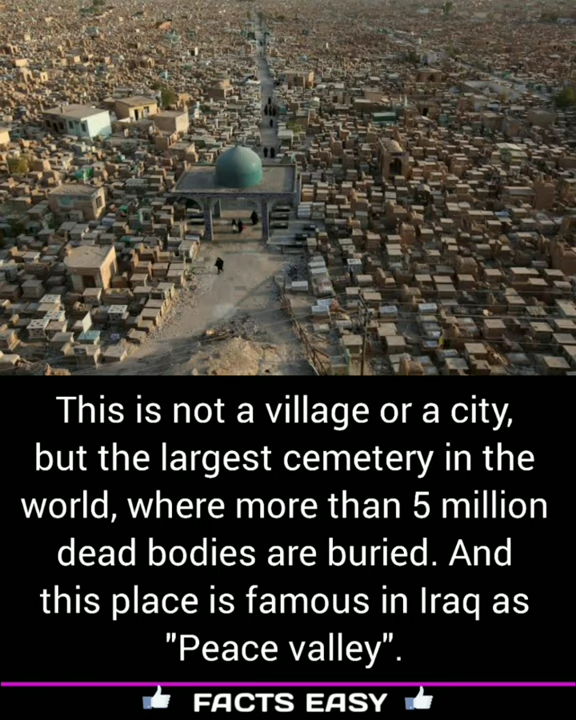 This is not a village or a city,
but the largest cemetery in the
world, where more than 5 million
dead bodies are buried. And
this place is famous in Iraq as
"Peace valley".
FACTS EASY